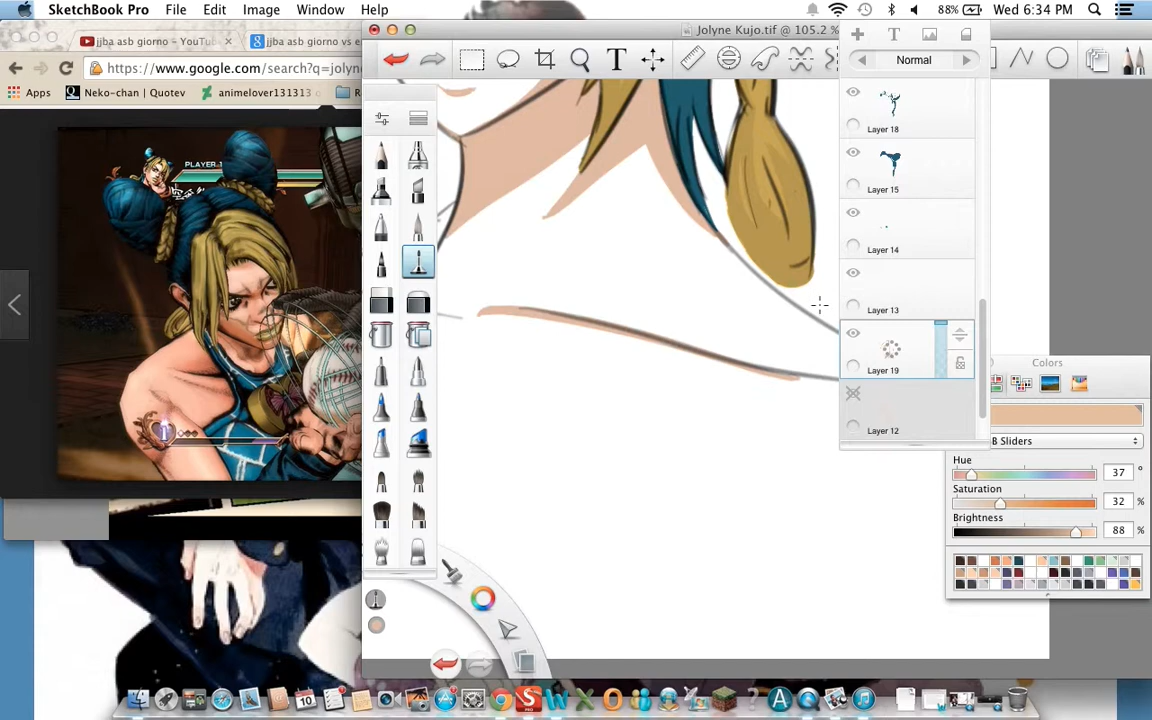 SketchBook Pro File Edit Image Window Help 88% Wed 6:34 PM
jjba asb giorno - YouTub
jjba asb giorno vs e
Jolyne Kujo.tif @ 105.2 %
https://www.google.com/search?q=jolyn
Apps Neko-chan | Quotev animelover131313
T
T
Normal
PLAYER
Layer 18
Layer 15
Layer 14
Layer 13
Layer 19
Layer 12
Colors
B Sliders
Hue
37 °
Saturation
32 %
Brightness
88 %